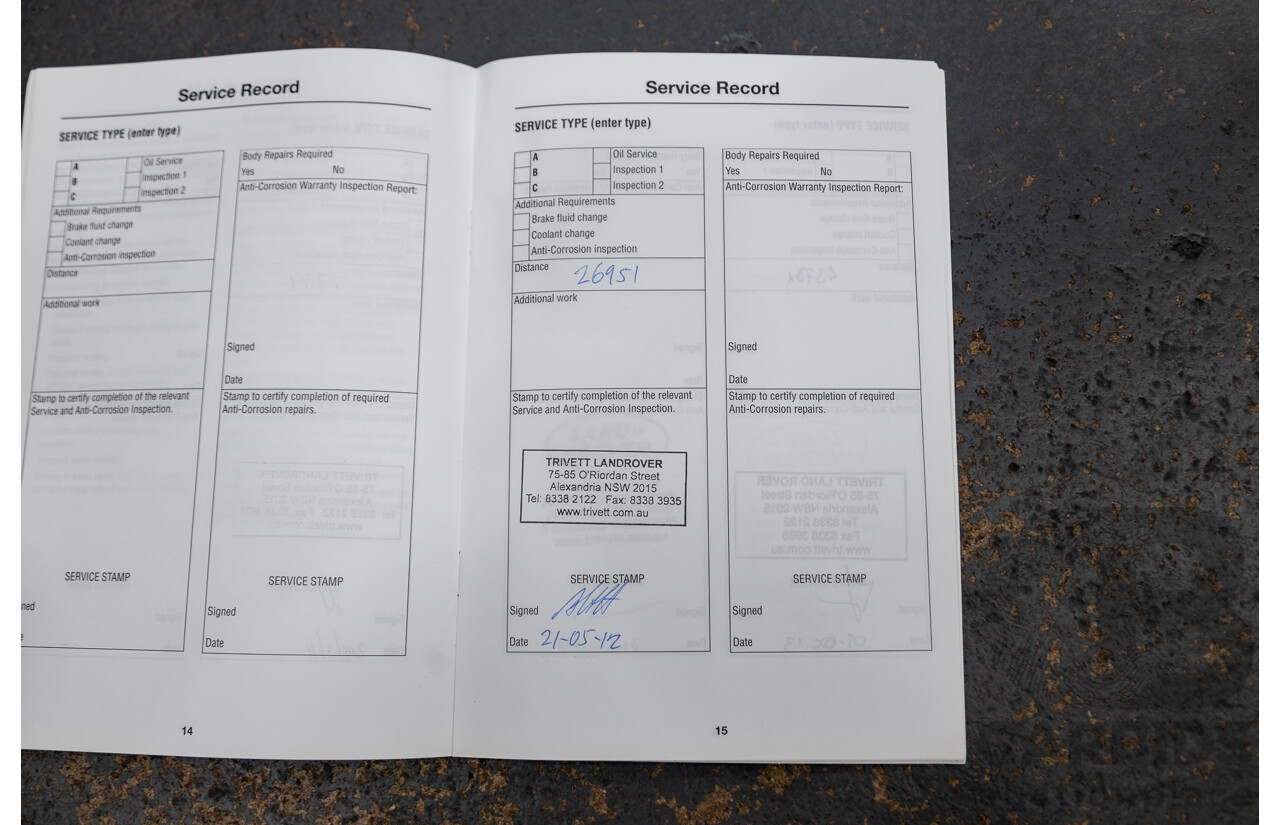 Service Record
SERVICE TYPE (enter type)
A
B
C
Oil Service
Inspection 1
Inspection 2
Additional Requirements
Brake fluid change
Coolant change
Anti-Corrosion inspection
Distance
Additional work
Stamp to certify completion of the relevant
Service and Anti-Corrosion Inspection.
SERVICE STAMP
ned
Body Repairs Required
Yes No
Anti-Corrosion Warranty Inspection Report:
Signed
Date
Stamp to certify completion of required
Anti-Corrosion repairs.
SERVICE STAMP
Signed
Date
14
Service Record
SERVICE TYPE (enter type)
A
B
C
Oil Service
Inspection 1
Inspection 2
Additional Requirements
Brake fluid change
Coolant change
Anti-Corrosion inspection
Distance 26951
Additional work
Stamp to certify completion of the relevant
Service and Anti-Corrosion Inspection.
TRIVETT LANDROVER
75-85 O'Riordan Street
Alexandria NSW 2015
Tel: 8338 2122 Fax: 8338 3935
www.trivett.com.au
SERVICE STAMP
Signed
Date 21-05-12
Body Repairs Required
Yes No
Anti-Corrosion Warranty Inspection Report:
Signed
Date
Stamp to certify completion of required
Anti-Corrosion repairs.
SERVICE STAMP
Signed
Date
15